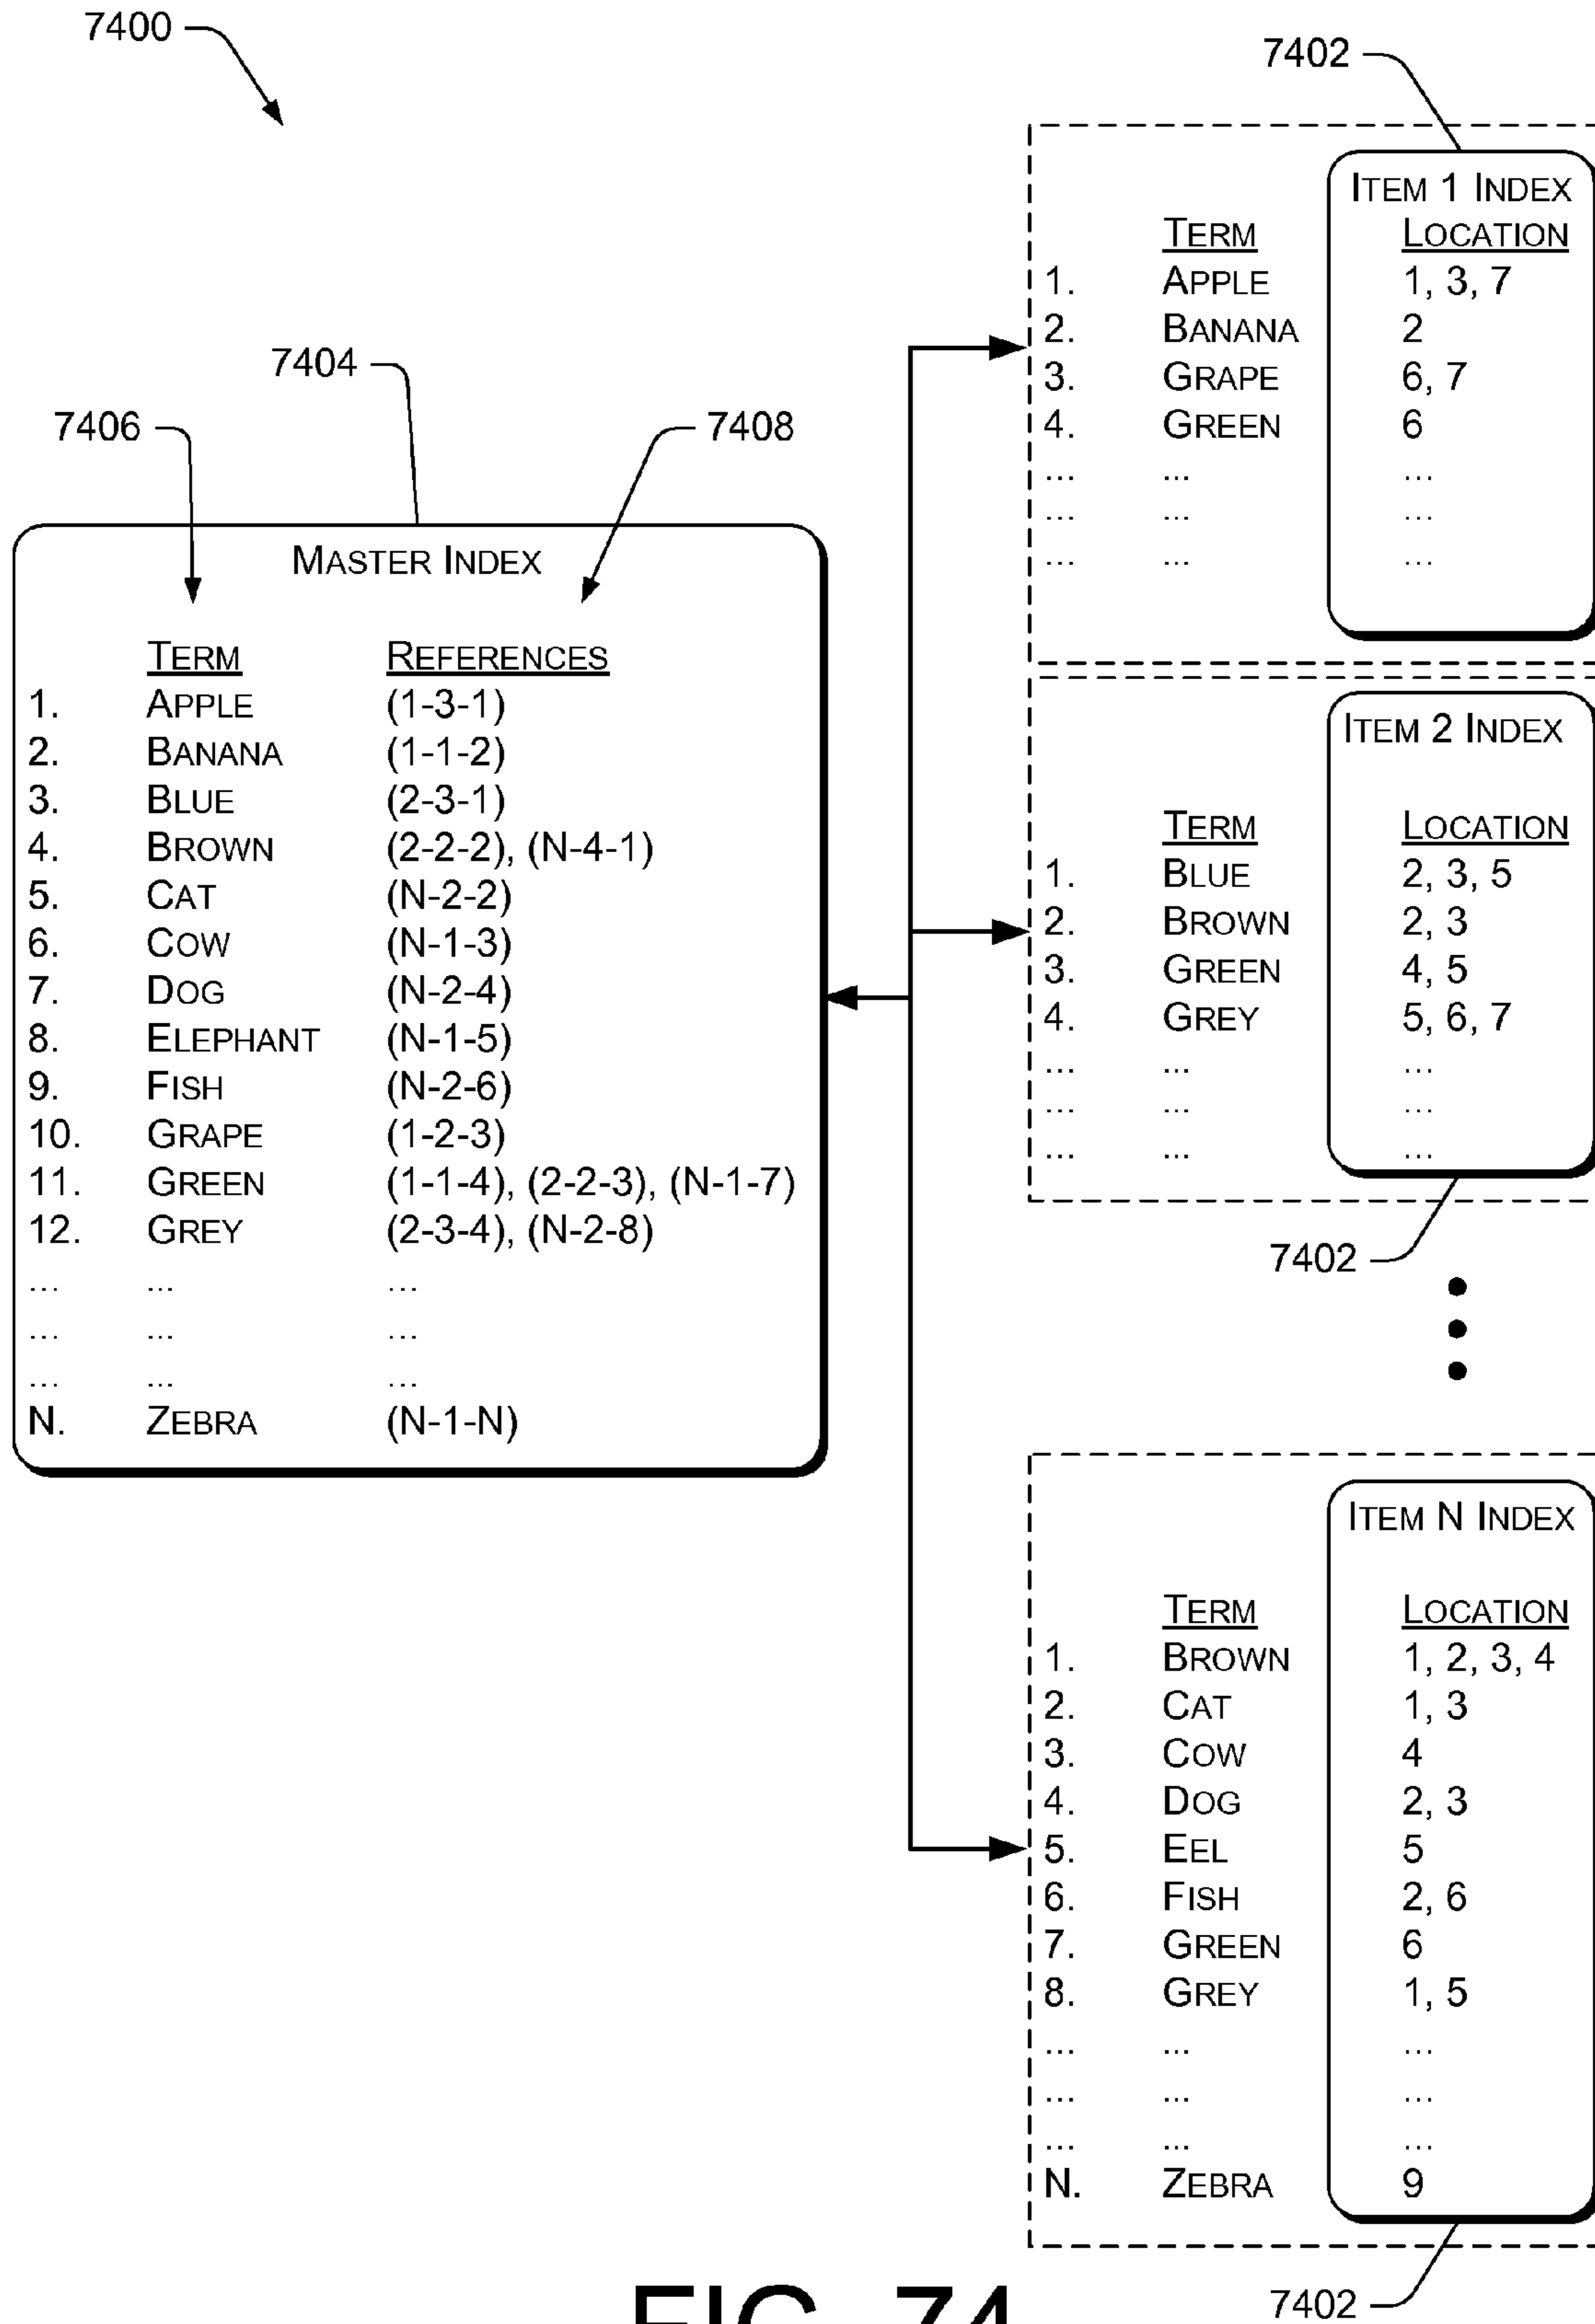 7400
7402
7404
7406
7408
MASTER INDEX
TERM REFERENCES
1. APPLE (1-3-1)
2. BANANA (1-1-2)
3. BLUE (2-3-1)
4. BROWN (2-2-2), (N-4-1)
5. CAT (N-2-2)
6. COW (N-1-3)
7. DOG (N-2-4)
8. ELEPHANT (N-1-5)
9. FISH (N-2-6)
10. GRAPE (1-2-3)
11. GREEN (1-1-4), (2-2-3), (N-1-7)
12. GREY (2-3-4), (N-2-8)
... ... ...
... ... ...
... ... ...
N. ZEBRA (N-1-N)
ITEM 1 INDEX
TERM LOCATION
1. APPLE 1, 3, 7
2. BANANA 2
3. GRAPE 6, 7
4. GREEN 6
... ... ...
... ... ...
... ... ...
ITEM 2 INDEX
TERM LOCATION
1. BLUE 2, 3, 5
2. BROWN 2, 3
3. GREEN 4, 5
4. GREY 5, 6, 7
... ... ...
... ... ...
... ... ...
7402
ITEM N INDEX
TERM LOCATION
1. BROWN 1, 2, 3, 4
2. CAT 1, 3
3. COW 4
4. DOG 2, 3
5. EEL 5
6. FISH 2, 6
7. GREEN 6
8. GREY 1, 5
... ... ...
... ... ...
... ... ...
N. ZEBRA 9
7402
FIG. 74